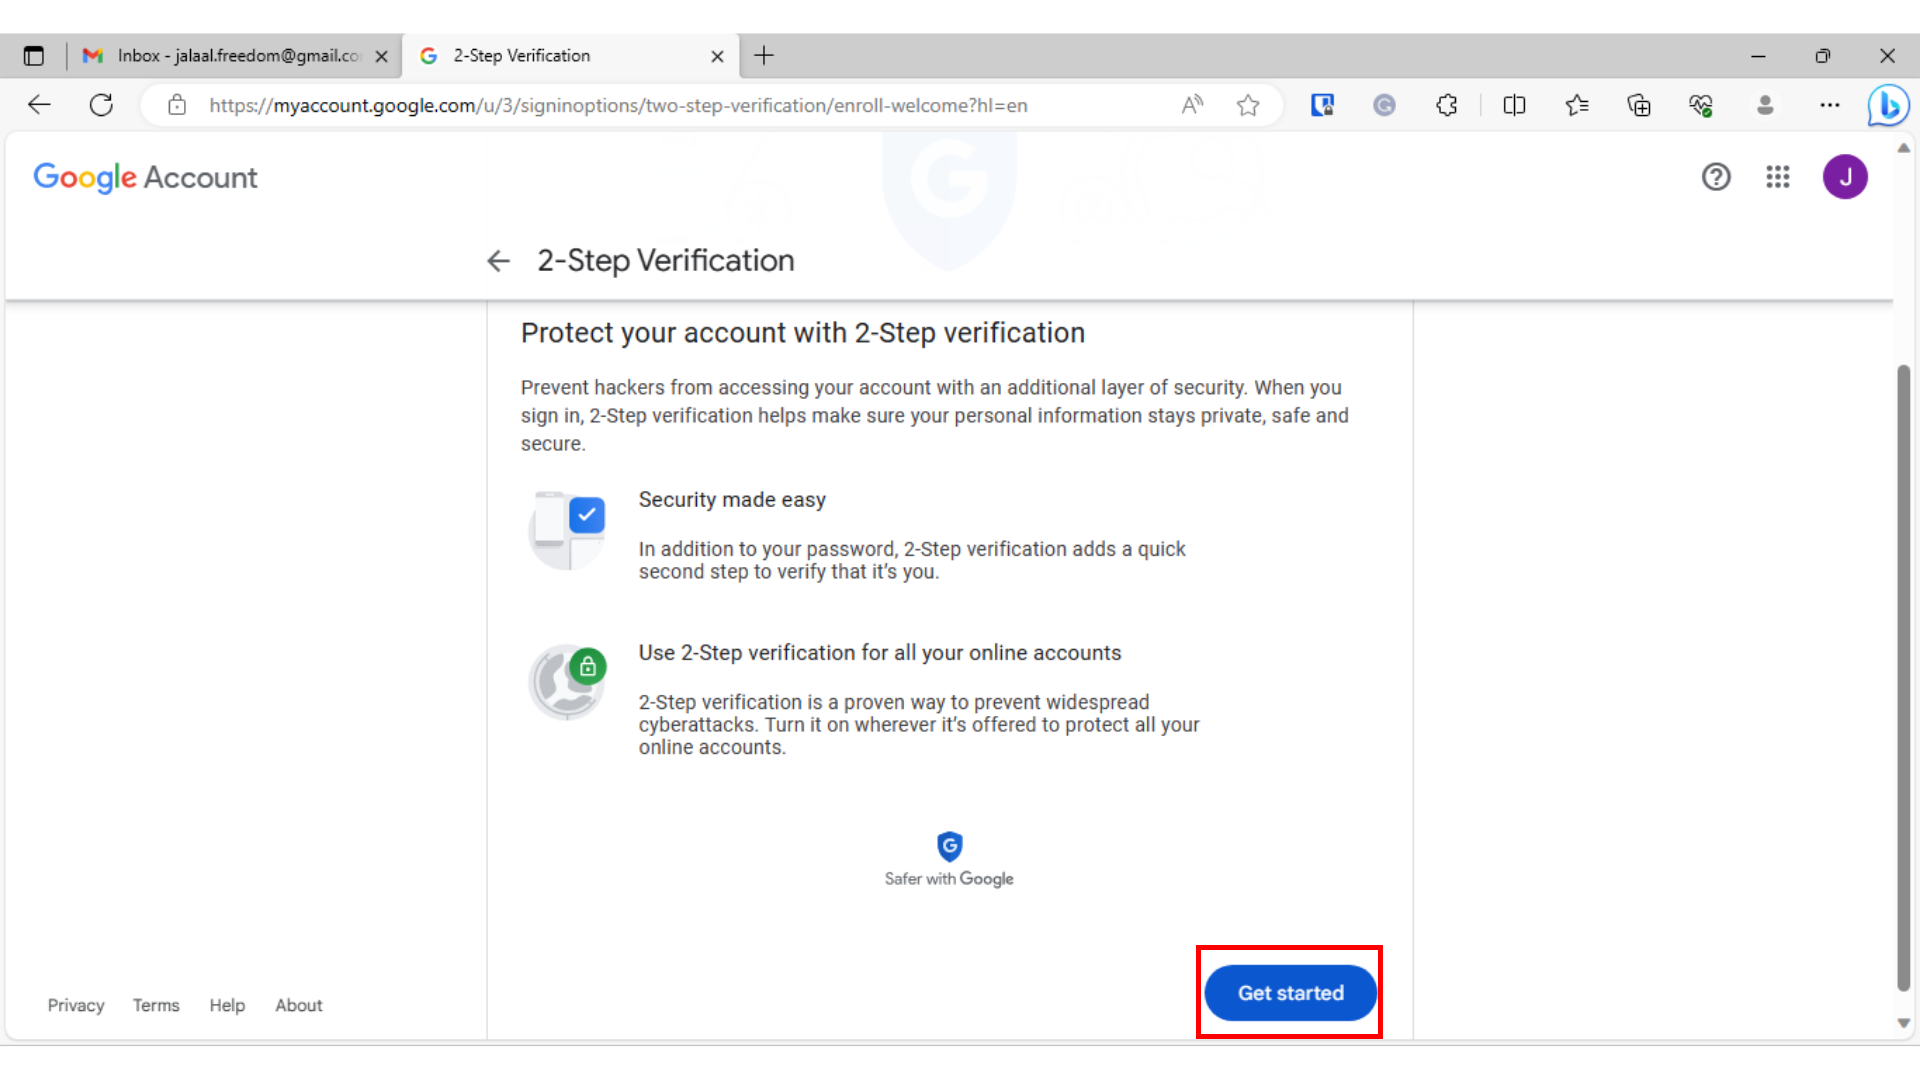 Inbox - jalaal.freedom@gmail.co
2-Step Verification
https://myaccount.google.com/u/3/signinoptions/two-step-verification/enroll-welcome?hl=en
Google Account
J
2-Step Verification
Protect your account with 2-Step verification
Prevent hackers from accessing your account with an additional layer of security. When you
sign in, 2-Step verification helps make sure your personal information stays private, safe and
secure.
Security made easy
In addition to your password, 2-Step verification adds a quick
second step to verify that it's you.
Use 2-Step verification for all your online accounts
2-Step verification is a proven way to prevent widespread
cyberattacks. Turn it on wherever it's offered to protect all your
online accounts.
Safer with Google
Get started
Privacy Terms Help About